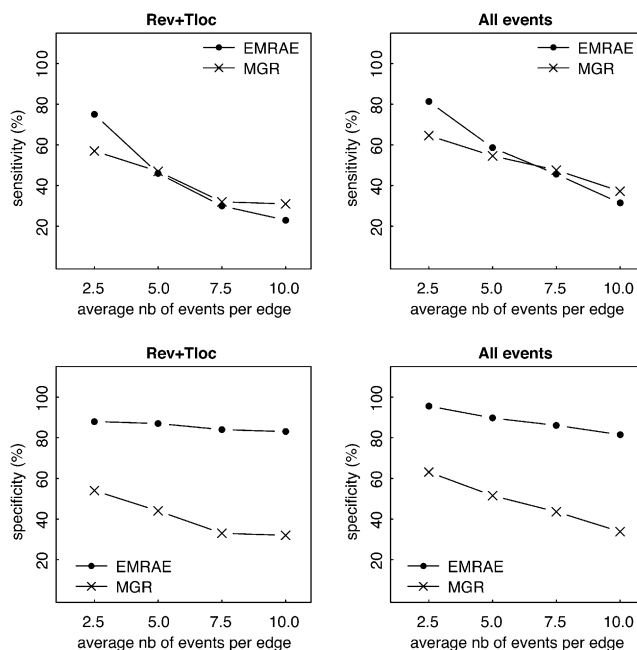 Rev+Tloc
EMRAE
MGR
sensitivity (%)
100
80
60
40
20
2.5 5.0 7.5 10.0
average nb of events per edge
All events
EMRAE
MGR
sensitivity (%)
100
80
60
40
20
2.5 5.0 7.5 10.0
average nb of events per edge
Rev+Tloc
specificity (%)
100
80
60
40
20
EMRAE
MGR
2.5 5.0 7.5 10.0
average nb of events per edge
All events
specificity (%)
100
80
60
40
20
EMRAE
MGR
2.5 5.0 7.5 10.0
average nb of events per edge